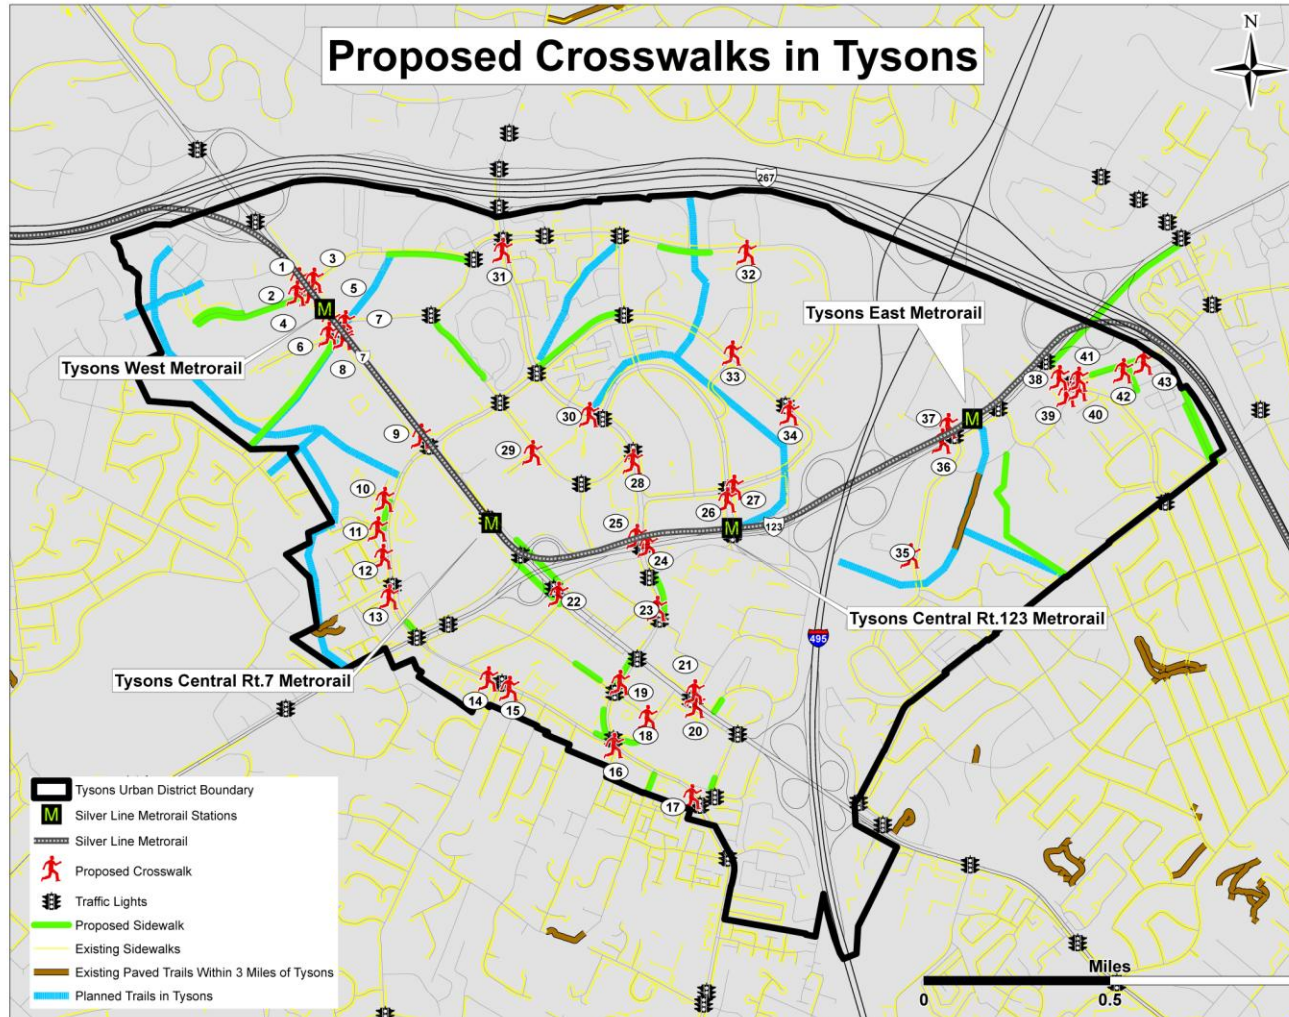 Proposed Crosswalks in Tysons
N
267
1
3
2
5
31
32
4
7
Tysons East Metrorail
6
7
Tysons West Metrorail
8
33
41
38
43
42
39
40
30
37
34
9
29
36
28
10
27
26
25
11
123
24
35
12
22
23
13
Tysons Central Rt.123 Metrorail
495
21
Tysons Central Rt.7 Metrorail
19
14
15
20
18
16
17
Tysons Urban District Boundary
M Silver Line Metrorail Stations
Silver Line Metrorail
Proposed Crosswalk
Traffic Lights
Proposed Sidewalk
Existing Sidewalks
Existing Paved Trails Within 3 Miles of Tysons
Planned Trails in Tysons
M
M
M
M
Miles
0
0.5